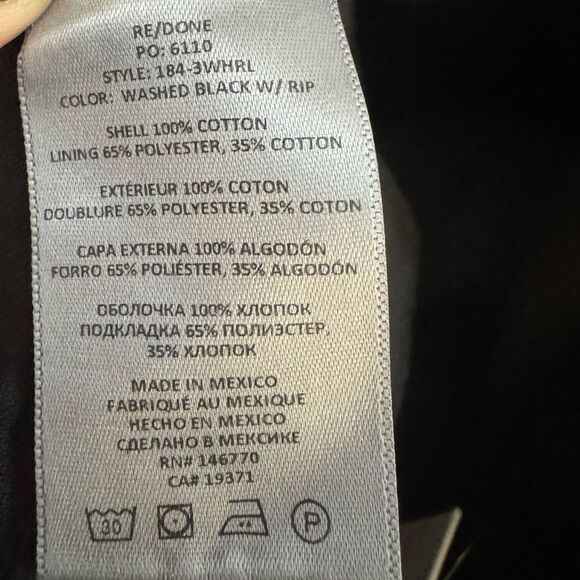 RE/DONE
PO: 6110
STYLE: 184-3WHRL
COLOR: WASHED BLACK W/ RIP
SHELL 100% COTTON
LINING 65% POLYESTER, 35% COTTON
EXTÉRIEUR 100% COTON
DOUBLURE 65% POLYESTER, 35% COTON
CAPA EXTERNA 100% ALGODÓN
FORRO 65% POLIÉSTER, 35% ALGODÓN
ОБОЛОЧКА 100% ХЛОПОК
ПОДКЛАДКА 65% ПОЛИЭСТЕР,
35% ХЛОПОК
MADE IN MEXICO
FABRIQUÉ AU MEXIQUE
HECHO EN MEXICO
СДЕЛАНО В МЕКСИКЕ
RN# 146770
CA# 19371
30 P